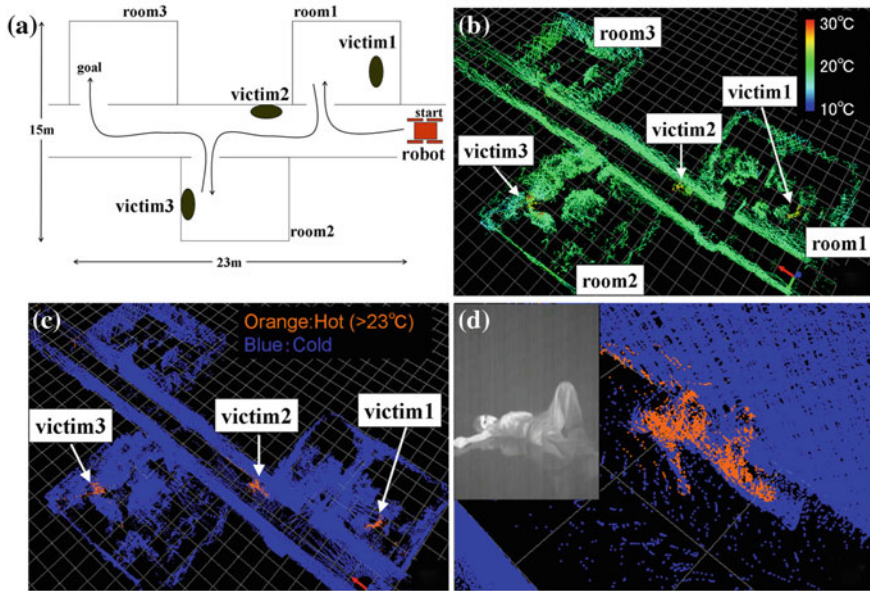 (a)
room3
room1
victim1
goal
victim2
start
robot
15m
victim3
room2
23m
(b)
room3
30℃
20℃
10℃
victim1
victim2
victim3
room1
room2
(c)
Orange:Hot (>23℃)
Blue:Cold
victim3
victim2
victim1
(d)